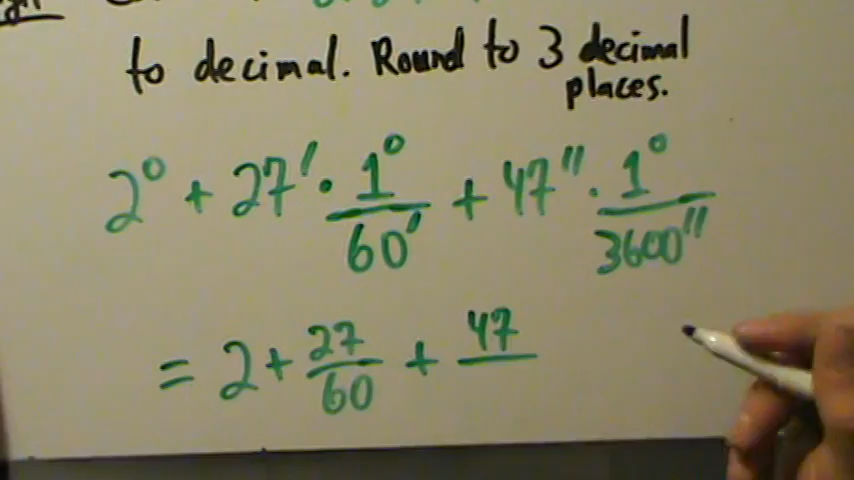 to decimal. Round to 3 decimal
places.
2° + 27' · 1°/60' + 47'' · 1°/3600''
= 2 + 27/60 + 47